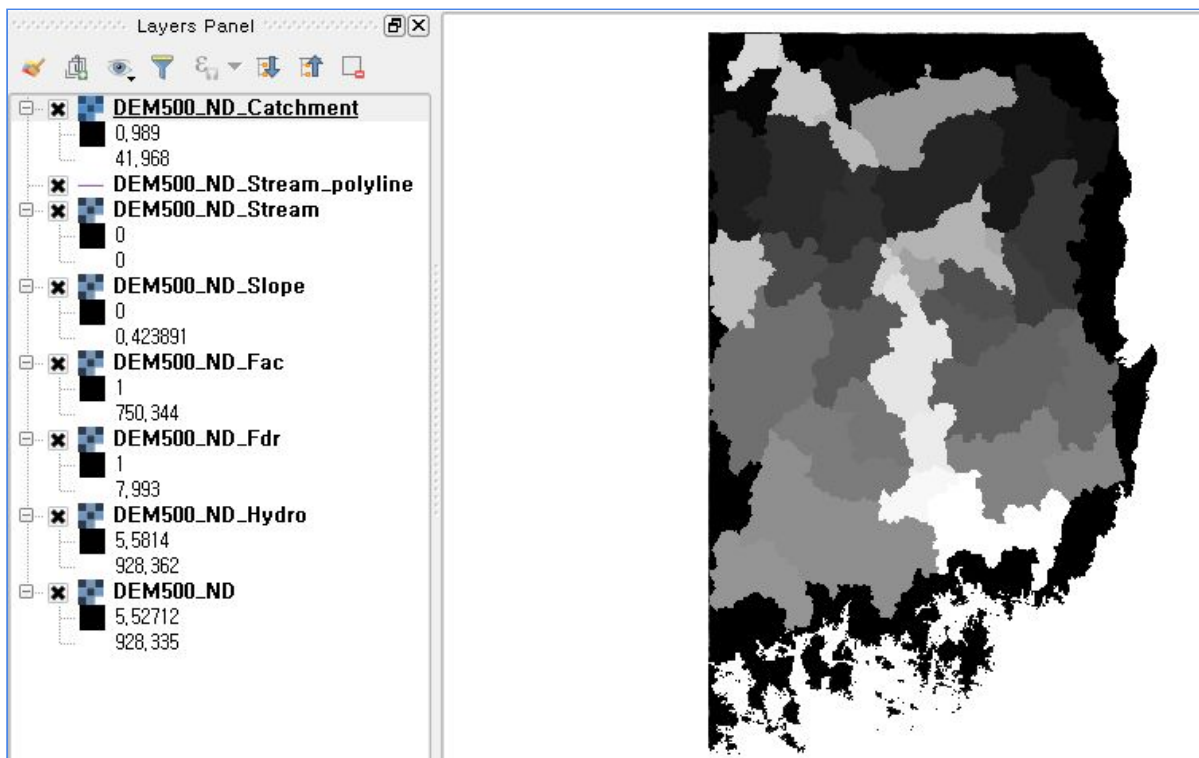 Layers Panel
DEM500_ND_Catchment
0,989
41,968
DEM500_ND_Stream_polyline
DEM500_ND_Stream
0
0
DEM500_ND_Slope
0
0,423891
DEM500_ND_Fac
1
750,344
DEM500_ND_Fdr
1
7,993
DEM500_ND_Hydro
5,5814
928,362
DEM500_ND
5,52712
928,335